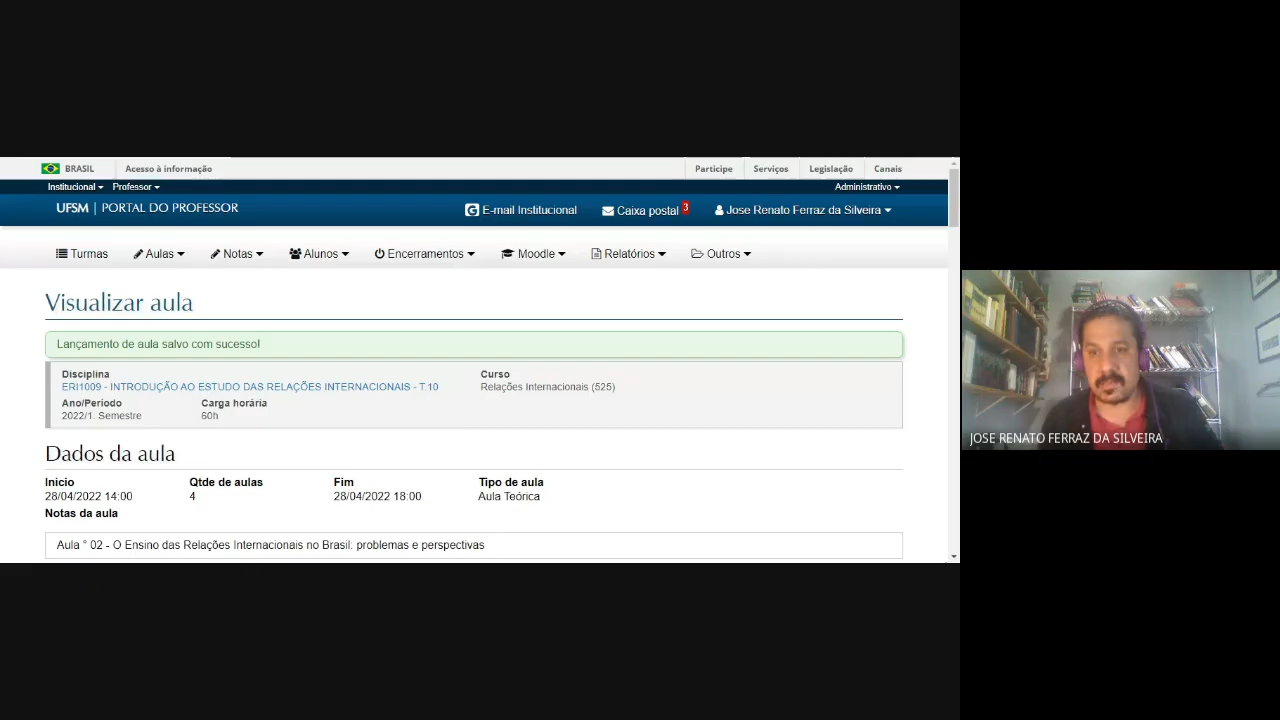 BRASIL Acesso à informação Participe Serviços Legislação Canais
Institucional Professor Administrativo
UFSM | PORTAL DO PROFESSOR E-mail Institucional Caixa postal 3 Jose Renato Ferraz da Silveira
Turmas Aulas Notas Alunos Encerramentos Moodle Relatórios Outros
Visualizar aula
Lançamento de aula salvo com sucesso!
Disciplina Curso
ERI1009 - INTRODUÇÃO AO ESTUDO DAS RELAÇÕES INTERNACIONAIS - T.10 Relações Internacionais (525)
Ano/Periodo Carga horária
2022/1. Semestre 60h
Dados da aula
Inicio Qtde de aulas Fim Tipo de aula
28/04/2022 14:00 4 28/04/2022 18:00 Aula Teórica
Notas da aula
Aula ° 02 - O Ensino das Relações Internacionais no Brasil: problemas e perspectivas
JOSE RENATO FERRAZ DA SILVEIRA